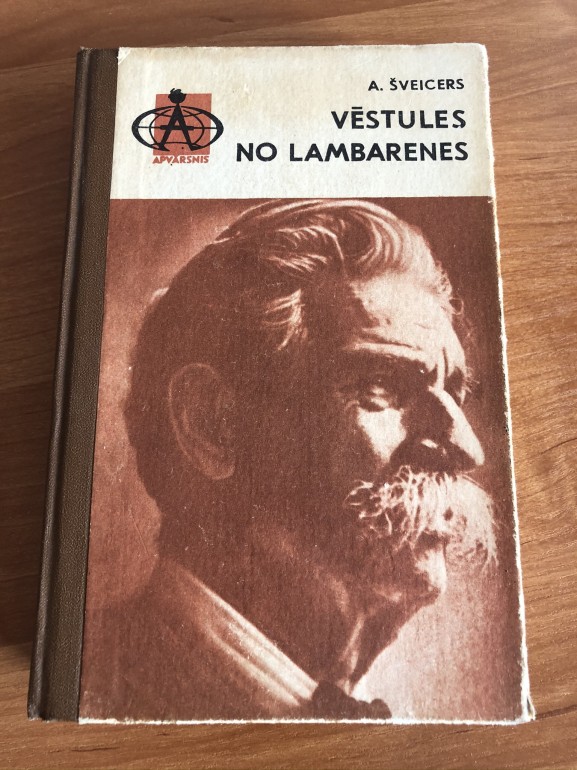 A. ŠVEICERS
VĒSTULES
NO LAMBARENES
APVĀRSNIS